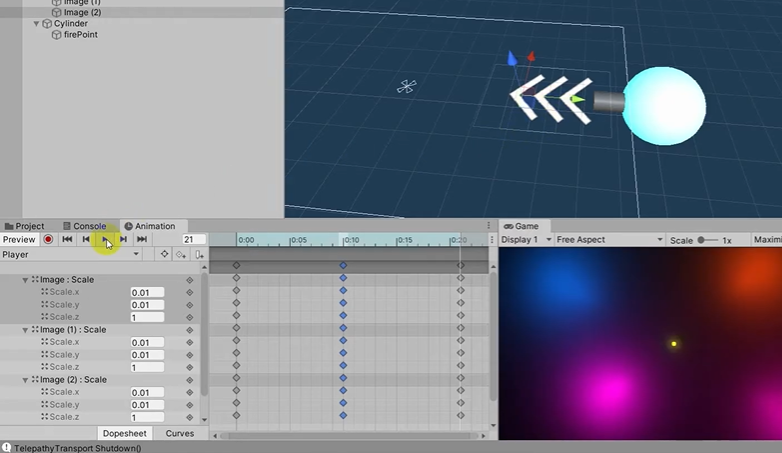 Image (1)
Image (2)
Cylinder
firePoint
Project
Console
Animation
Game
Preview
21
0:00
0:05
0:10
0:15
0:20
Display 1
Free Aspect
Scale
1x
Maximi
Player
Image : Scale
Scale.x
0.01
Scale.y
0.01
Scale.z
1
Image (1) : Scale
Scale.x
0.01
Scale.y
0.01
Scale.z
1
Image (2) : Scale
Scale.x
0.01
Scale.y
0.01
Scale.z
1
Dopesheet
Curves
TelepathyTransport Shutdown()